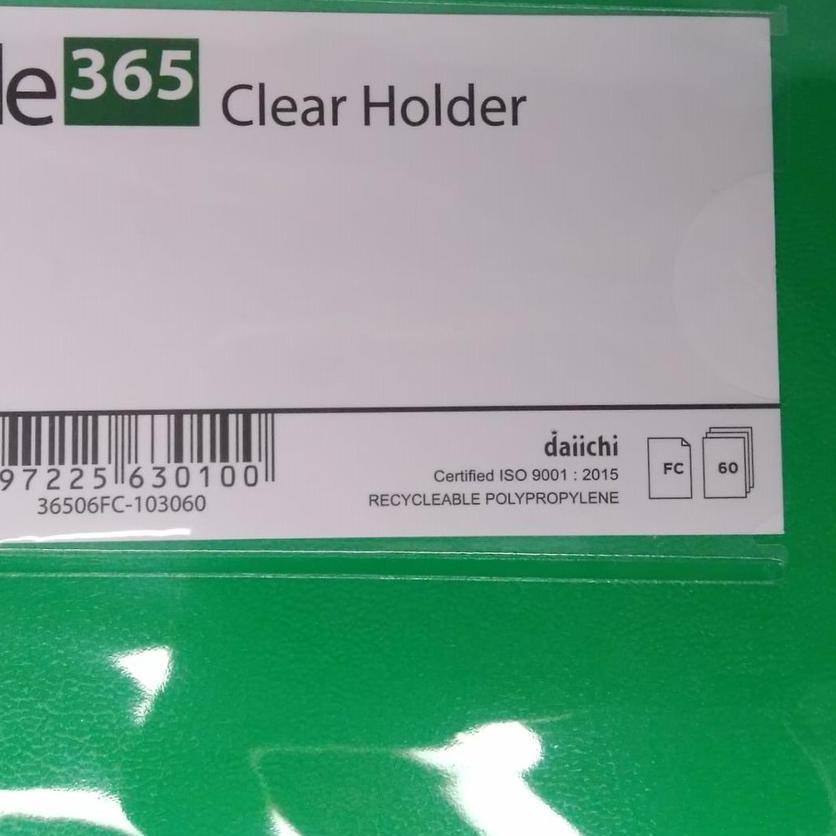 le365 Clear Holder
97225 630100
36506FC-103060
daiichi
Certified ISO 9001 : 2015
RECYCLEABLE POLYPROPYLENE
FC
60